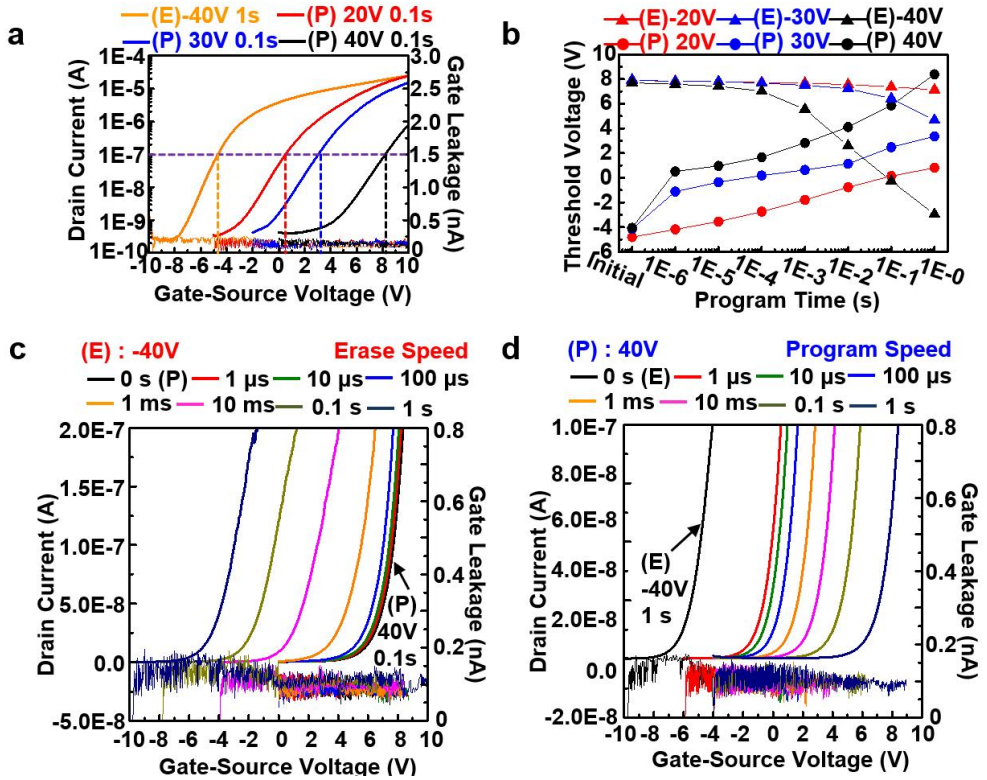 a
(E)-40V 1s (P) 20V 0.1s
(P) 30V 0.1s (P) 40V 0.1s
Drain Current (A)
1E-4
1E-5
1E-6
1E-7
1E-8
1E-9
1E-10
3.0
2.5
2.0
1.5
1.0
0.5
0.0
Gate Leakage (nA)
-10 -8 -6 -4 -2 0 2 4 6 8 10
Gate-Source Voltage (V)
b
(E)-20V (E)-30V (E)-40V
(P) 20V (P) 30V (P) 40V
Threshold Voltage (V)
10
8
6
4
2
0
-2
-4
-6
Initial 1E-6 1E-5 1E-4 1E-3 1E-2 1E-1 1E-0
Program Time (s)
c
(E) : -40V Erase Speed
0 s (P) 1 µs 10 µs 100 µs
1 ms 10 ms 0.1 s 1 s
Drain Current (A)
2.0E-7
1.5E-7
1.0E-7
5.0E-8
0.0
-5.0E-8
(P)
40V
0.1s
0.8
0.6
0.4
0.2
0
Gate Leakage (nA)
-10 -8 -6 -4 -2 0 2 4 6 8 10
Gate-Source Voltage (V)
d
(P) : 40V Program Speed
0 s (E) 1 µs 10 µs 100 µs
1 ms 10 ms 0.1 s 1 s
Drain Current (A)
1.0E-7
8.0E-8
6.0E-8
4.0E-8
2.0E-8
0.0
-2.0E-8
(E)
-40V
1 s
0.8
0.6
0.4
0.2
0
Gate Leakage (nA)
-10 -8 -6 -4 -2 0 2 4 6 8 10
Gate-Source Voltage (V)